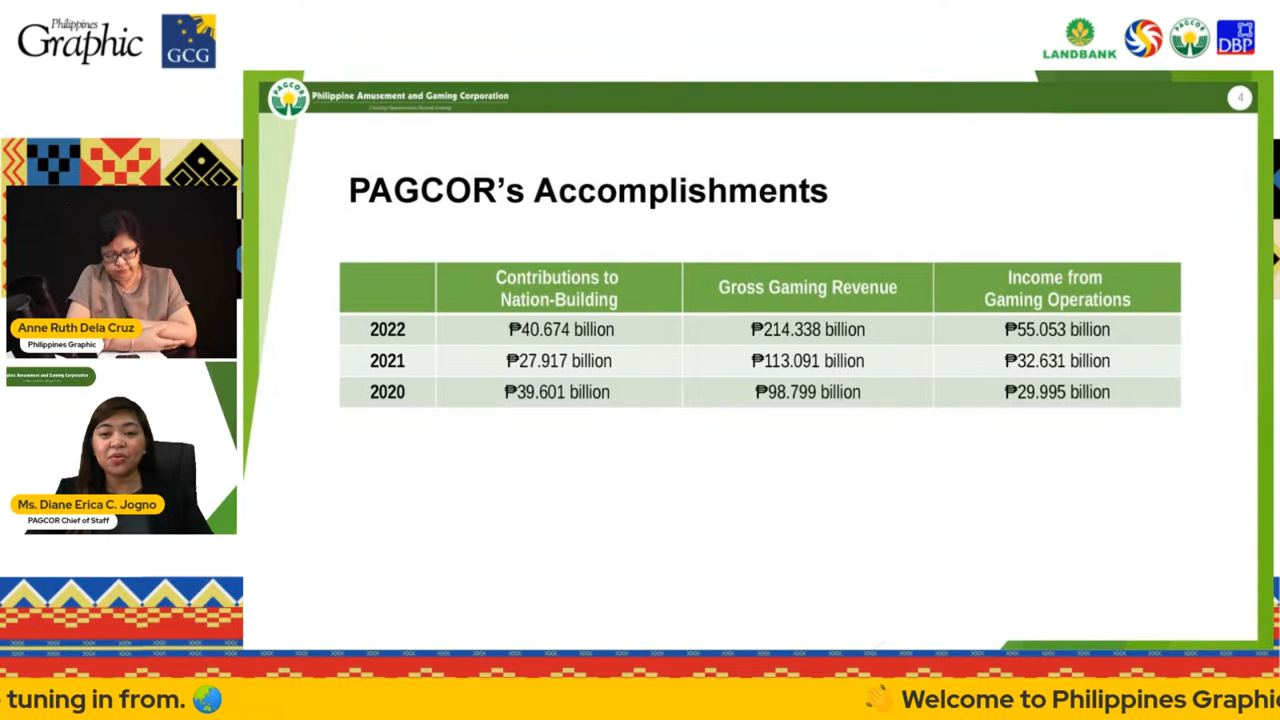 Philippines
Graphic
GCG
LANDBANK
PAGCOR
DBP
PAGCOR
Philippine Amusement and Gaming Corporation
4
PAGCOR's Accomplishments
Contributions to Nation-Building Gross Gaming Revenue Income from Gaming Operations
2022 ₱40.674 billion ₱214.338 billion ₱55.053 billion
2021 ₱27.917 billion ₱113.091 billion ₱32.631 billion
2020 ₱39.601 billion ₱98.799 billion ₱29.995 billion
Anne Ruth Dela Cruz
Philippines Graphic
Ms. Diane Erica C. Jogno
PAGCOR Chief of Staff
tuning in from. 🌏 👋 Welcome to Philippines Graphic